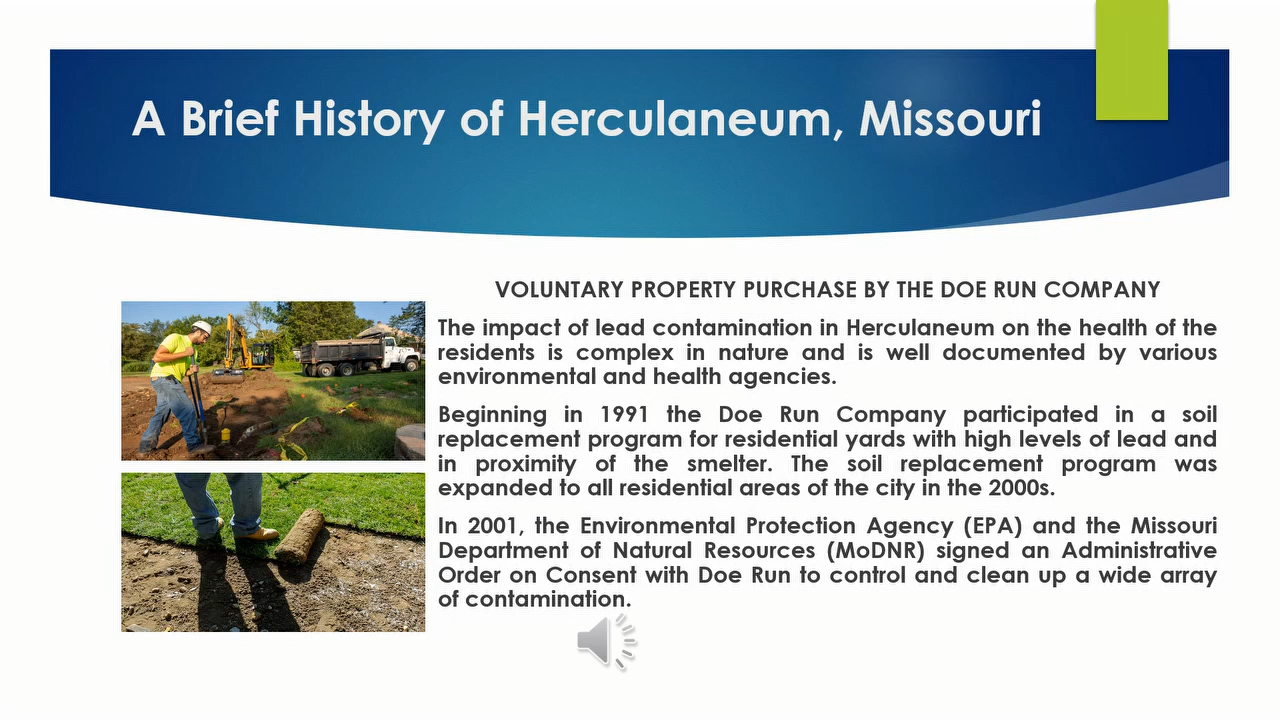 A Brief History of Herculaneum, Missouri
VOLUNTARY PROPERTY PURCHASE BY THE DOE RUN COMPANY
The impact of lead contamination in Herculaneum on the health of the
residents is complex in nature and is well documented by various
environmental and health agencies.
Beginning in 1991 the Doe Run Company participated in a soil
replacement program for residential yards with high levels of lead and
in proximity of the smelter. The soil replacement program was
expanded to all residential areas of the city in the 2000s.
In 2001, the Environmental Protection Agency (EPA) and the Missouri
Department of Natural Resources (MoDNR) signed an Administrative
Order on Consent with Doe Run to control and clean up a wide array
of contamination.